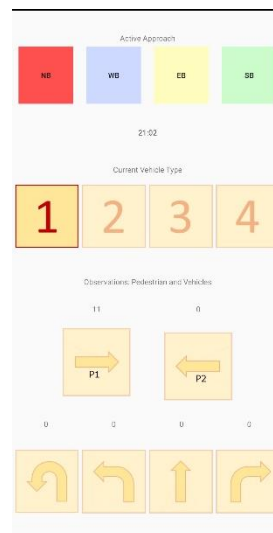 Active Approach
NB WB EB SB
21:02
Current Vehicle Type
1 2 3 4
Observations: Pedestrian and Vehicles
11 0
P1 P2
0 0 0 0